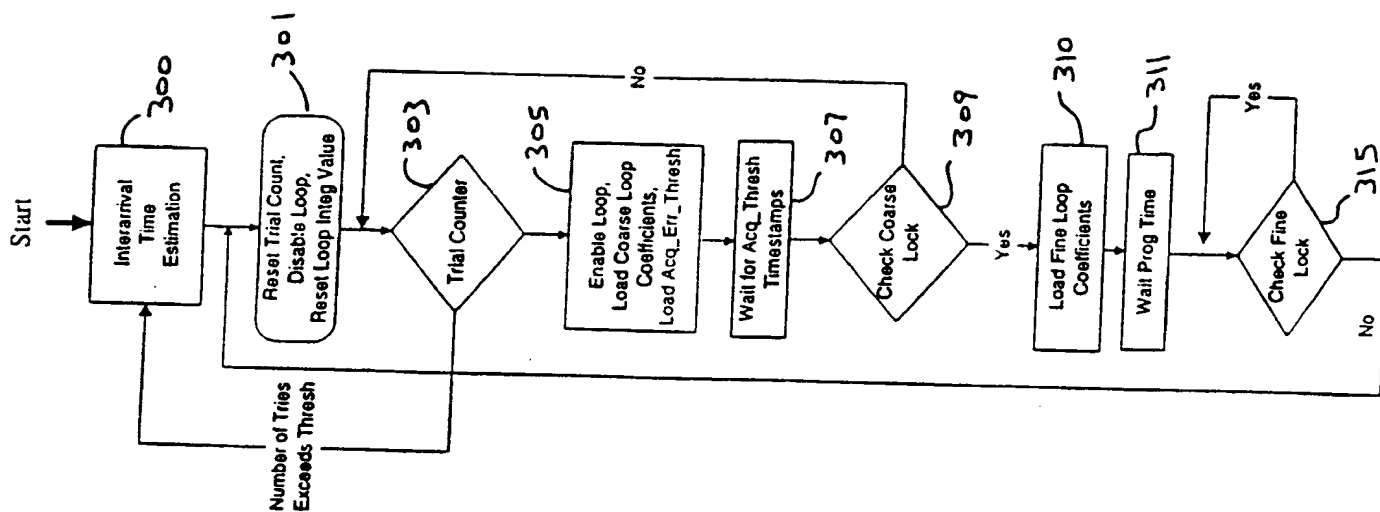 Start
Interarrival
Time
Estimation
300
Reset Trial Count,
Disable Loop,
Reset Loop Integ Value
301
Trial Counter
303
Number of Tries
Exceeds Thresh
Enable Loop,
Load Coarse Loop
Coefficients,
Load Acq_Err_Thresh
305
Wait for Acq_Thresh
Timestamps
307
Check Coarse
Lock
309
No
Yes
Load Fine Loop
Coefficients
310
Wait Prog Time
311
Check Fine
Lock
315
Yes
No